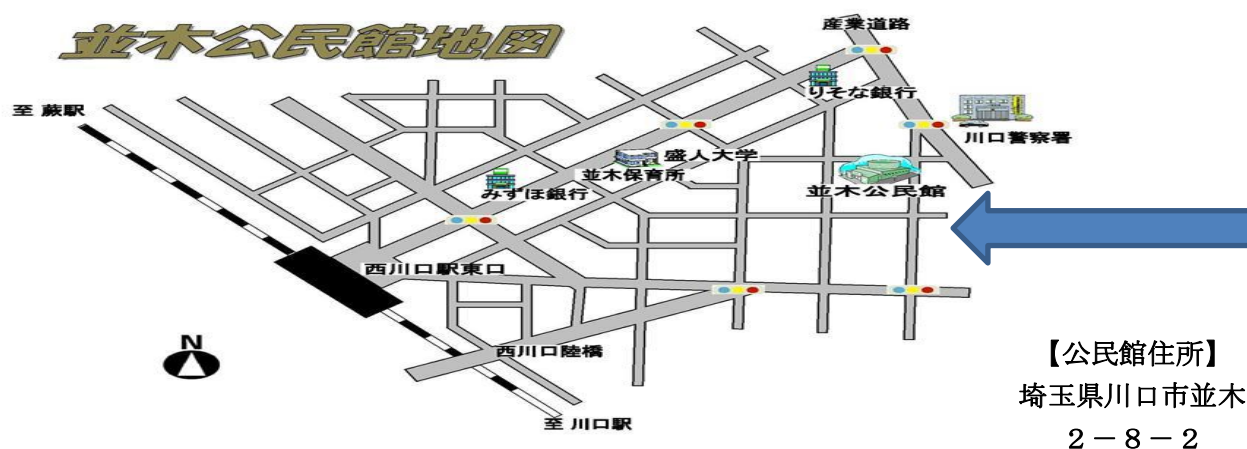 並木公民館地図
産業道路
至 蕨駅
りそな銀行
川口警察署
盛人大学
並木保育所
みずほ銀行
並木公民館
西川口駅東口
N
西川口陸橋
至 川口駅
【公民館住所】
埼玉県川口市並木
２－８－２